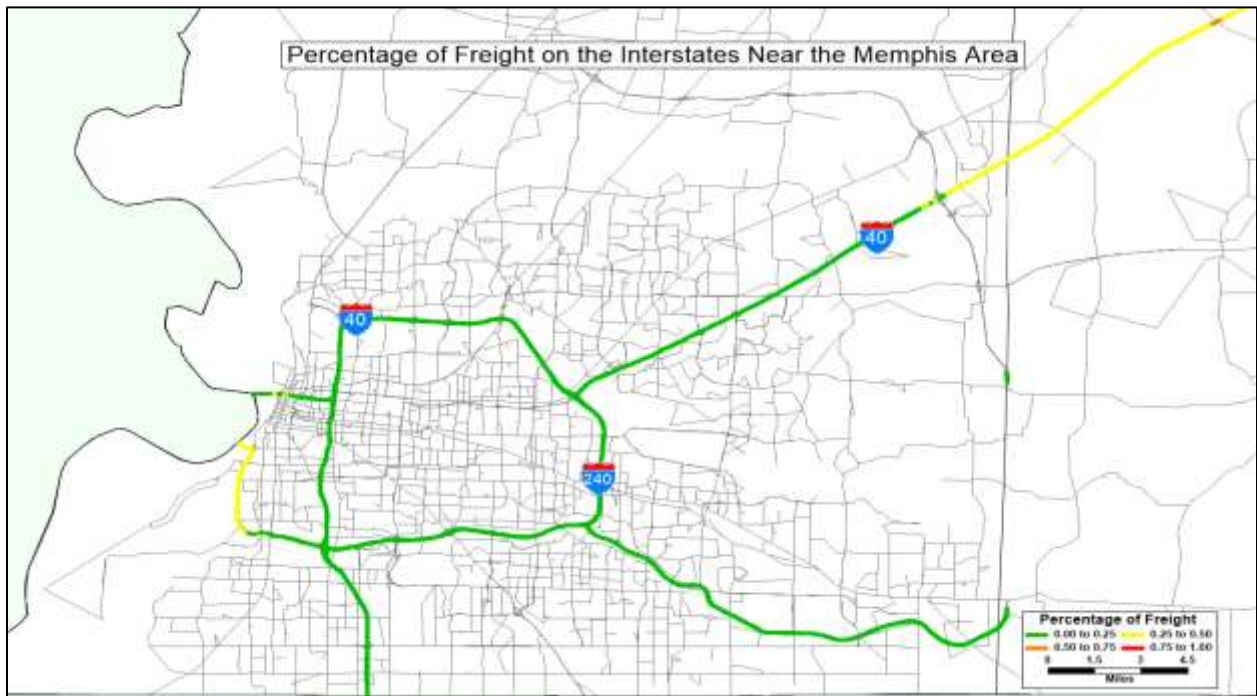 Percentage of Freight on the Interstates Near the Memphis Area
40
40
240
Percentage of Freight
0.00 to 0.25 0.25 to 0.50
0.50 to 0.75 0.75 to 1.00
0 1.5 3 4.5
Miles